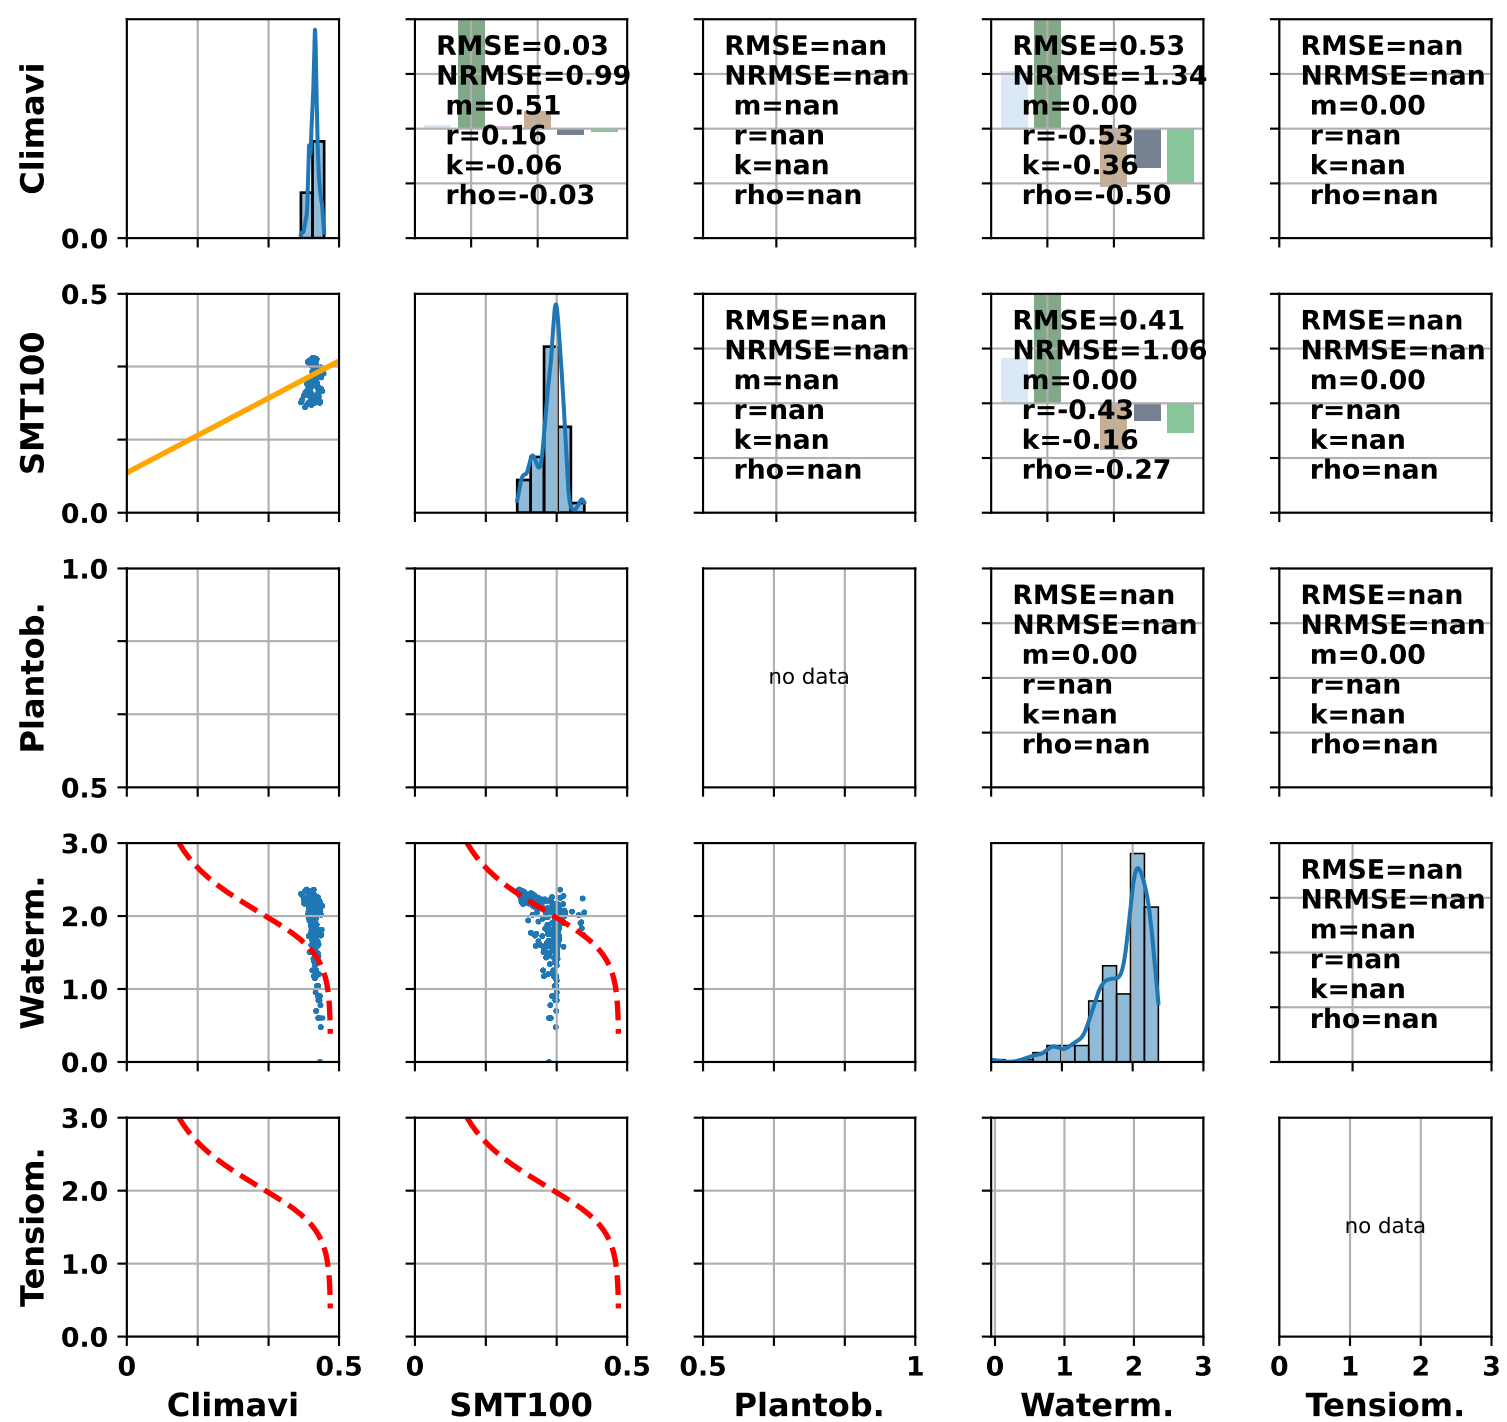 Climavi
0.0
RMSE=0.03
NRMSE=0.99
m=0.51
r=0.16
k=-0.06
rho=-0.03
RMSE=nan
NRMSE=nan
m=nan
r=nan
k=nan
rho=nan
RMSE=0.53
NRMSE=1.34
m=0.00
r=-0.53
k=-0.36
rho=-0.50
RMSE=nan
NRMSE=nan
m=0.00
r=nan
k=nan
rho=nan
SMT100
0.5
0.0
RMSE=nan
NRMSE=nan
m=nan
r=nan
k=nan
rho=nan
RMSE=0.41
NRMSE=1.06
m=0.00
r=-0.43
k=-0.16
rho=-0.27
RMSE=nan
NRMSE=nan
m=0.00
r=nan
k=nan
rho=nan
Plantob.
1.0
0.5
no data
RMSE=nan
NRMSE=nan
m=0.00
r=nan
k=nan
rho=nan
RMSE=nan
NRMSE=nan
m=0.00
r=nan
k=nan
rho=nan
Waterm.
3.0
2.0
1.0
0.0
RMSE=nan
NRMSE=nan
m=nan
r=nan
k=nan
rho=nan
Tensiom.
3.0
2.0
1.0
0.0
no data
0 0.5 0 0.5 0.5 1 0 1 2 3 0 1 2 3
Climavi SMT100 Plantob. Waterm. Tensiom.